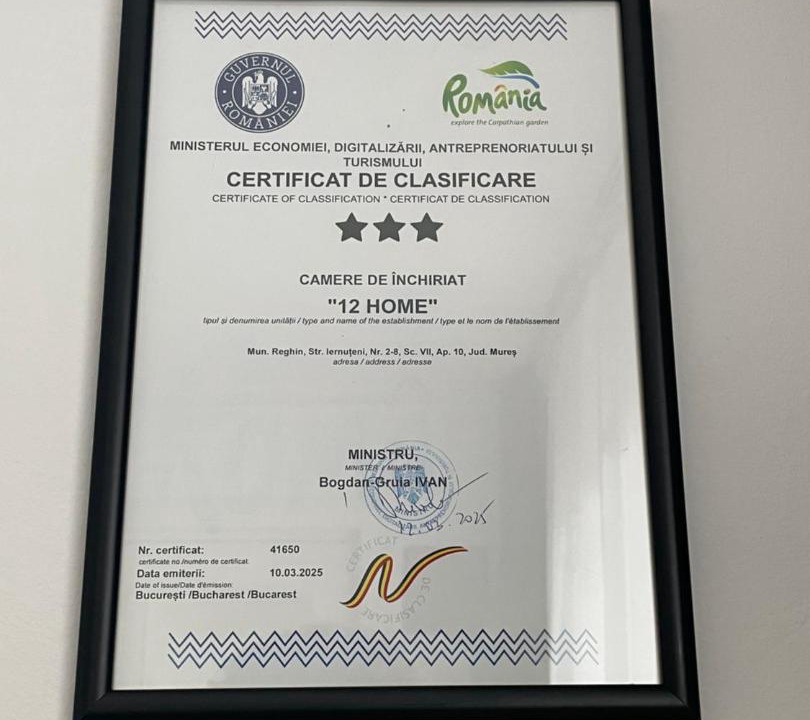 GUVERNUL ROMÂNIEI
România
explore the Carpathian garden
MINISTERUL ECONOMIEI, DIGITALIZĂRII, ANTREPRENORIATULUI ȘI
TURISMULUI
CERTIFICAT DE CLASIFICARE
CERTIFICATE OF CLASSIFICATION * CERTIFICAT DE CLASSIFICATION
CAMERE DE ÎNCHIRIAT
"12 HOME"
tipul și denumirea unității / type and name of the establishment / type et le nom de l'établissement
Mun. Reghin, Str. Iernuțeni, Nr. 2-8, Sc. VII, Ap. 10, Jud. Mureș
adresa / address / adresse
MINISTRU,
MINISTER / MINISTRE
Bogdan-Gruia IVAN
MINISTRU
.03.2025
Nr. certificat: 41650
certificate no./numéro de certificat:
Data emiterii: 10.03.2025
Date of issue/Date d'émission:
București /Bucharest /Bucarest
CERTIFICAT
DE CLASIFICARE